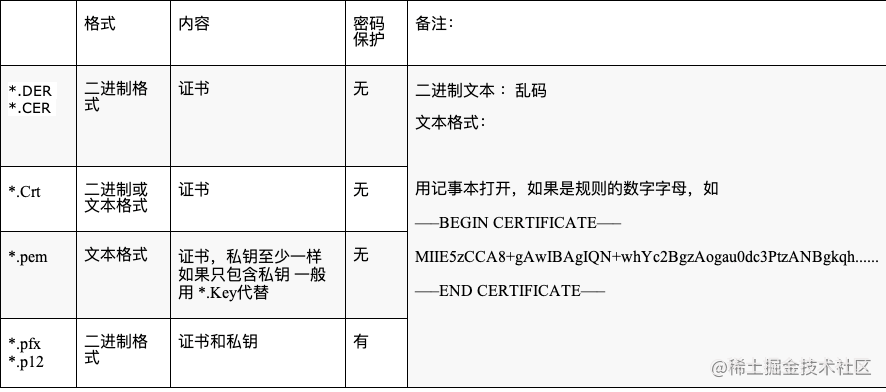 格式
内容
密码
保护
备注：
*.DER
*.CER
二进制格
式
证书
无
二进制文本 ：乱码
文本格式：
用记事本打开，如果是规则的数字字母，如
—–BEGIN CERTIFICATE—–
MIIE5zCCA8+gAwIBAgIQN+whYc2BgzAogau0dc3PtzANBgkqh......
—–END CERTIFICATE—–
*.Crt
二进制或
文本格式
证书
无
*.pem
文本格式
证书，私钥至少一样
如果只包含私钥 一般
用 *.Key代替
无
*.pfx
*.p12
二进制格
式
证书和私钥
有
@稀土掘金技术社区